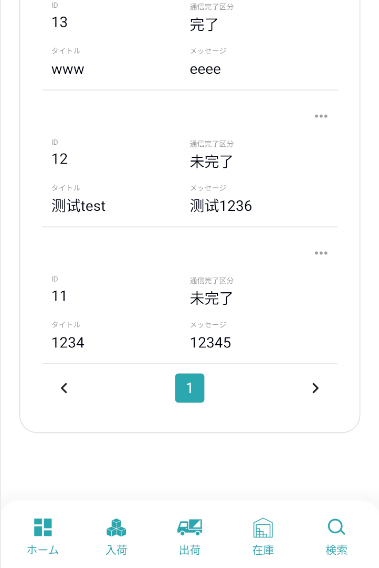 ID 通信完了区分
13 完了
タイトル メッセージ
www eeee
ID 通信完了区分
12 未完了
タイトル メッセージ
测试test 测试1236
ID 通信完了区分
11 未完了
タイトル メッセージ
1234 12345
1
ホーム 入荷 出荷 在庫 検索